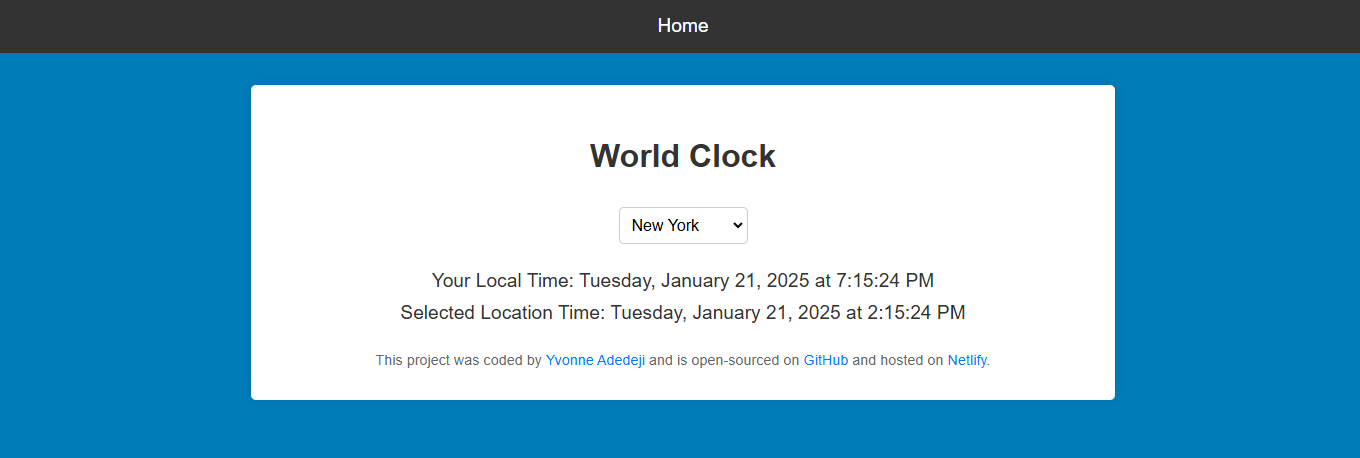 Home
World Clock
New York
Your Local Time: Tuesday, January 21, 2025 at 7:15:24 PM
Selected Location Time: Tuesday, January 21, 2025 at 2:15:24 PM
This project was coded by Yvonne Adedeji and is open-sourced on GitHub and hosted on Netlify.